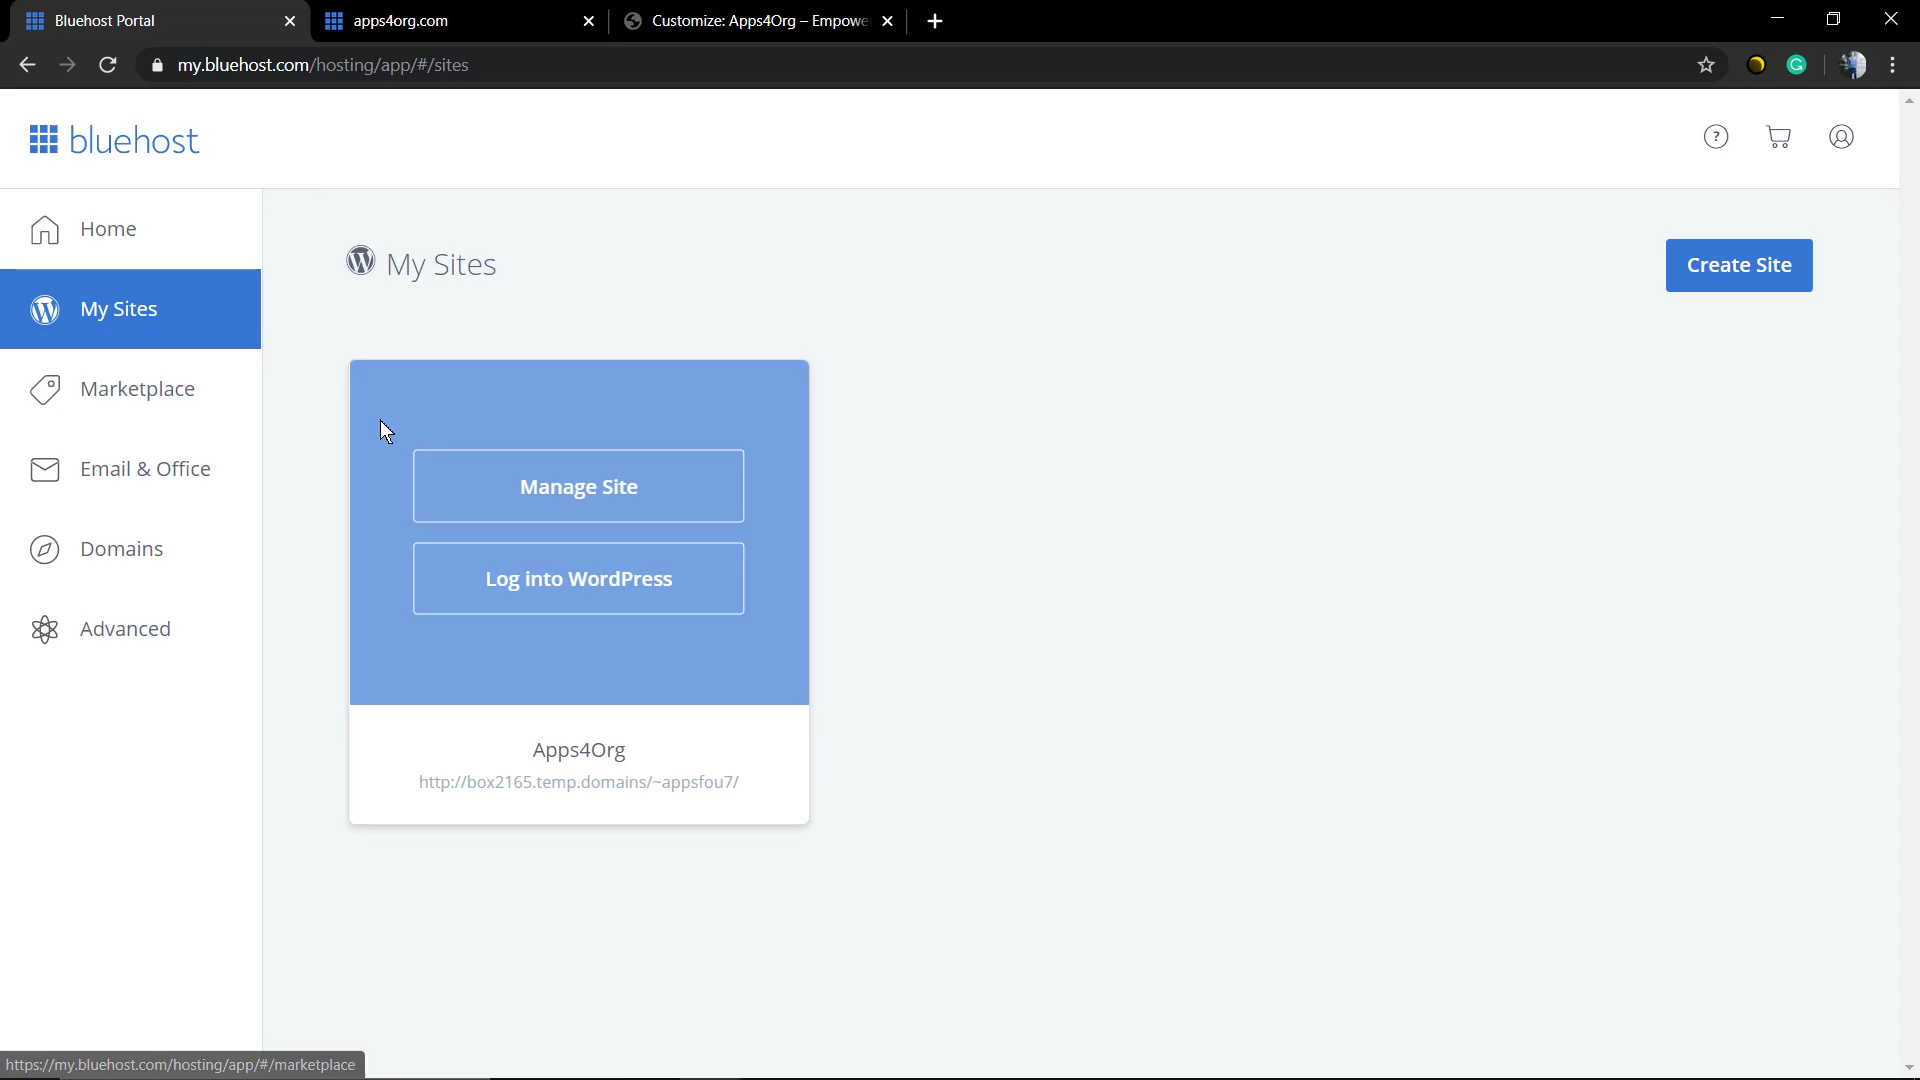 Bluehost Portal
apps4org.com
Customize: Apps4Org – Empowe
my.bluehost.com/hosting/app/#/sites
bluehost
?
Home
My Sites
Create Site
My Sites
Marketplace
Email & Office
Domains
Advanced
Manage Site
Log into WordPress
Apps4Org
http://box2165.temp.domains/~appsfou7/
https://my.bluehost.com/hosting/app/#/marketplace